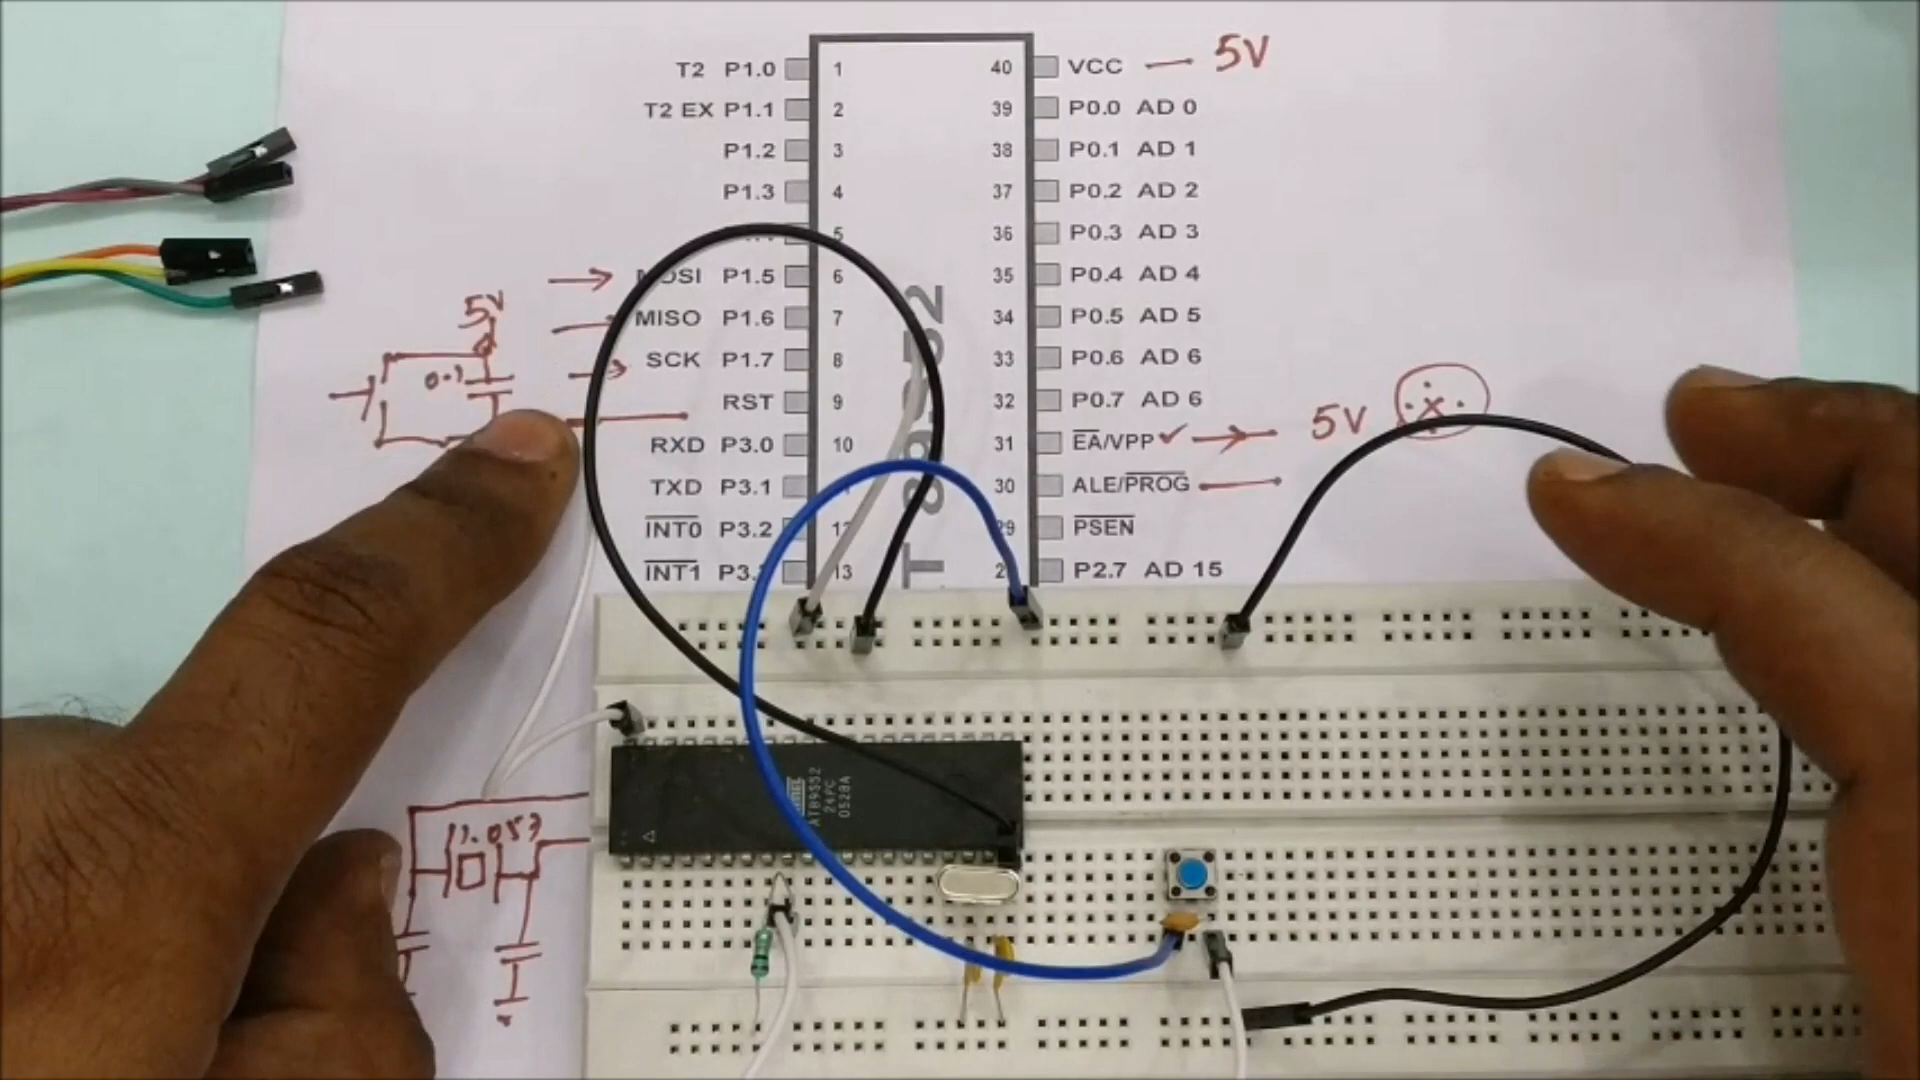 T2 P1.0 1 40 VCC — 5V
T2 EX P1.1 2 39 P0.0 AD 0
P1.2 3 38 P0.1 AD 1
P1.3 4 37 P0.2 AD 2
5 36 P0.3 AD 3
MOSI P1.5 6 35 P0.4 AD 4
5V
MISO P1.6 7 34 P0.5 AD 5
SCK P1.7 8 33 P0.6 AD 6
0.1
RST 9 32 P0.7 AD 6
RXD P3.0 10 31 EA/VPP ✓ 5V
TXD P3.1 30 ALE/PROG
INT0 P3.2 12 29 PSEN
INT1 13 P2.7 AD 15
AT89S52
24PC
0528A
11.0537